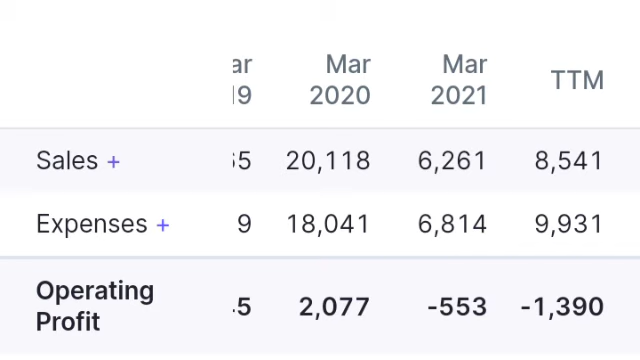 Mar 2020 Mar 2021 TTM
Sales + 20,118 6,261 8,541
Expenses + 9 18,041 6,814 9,931
Operating Profit 2,077 -553 -1,390